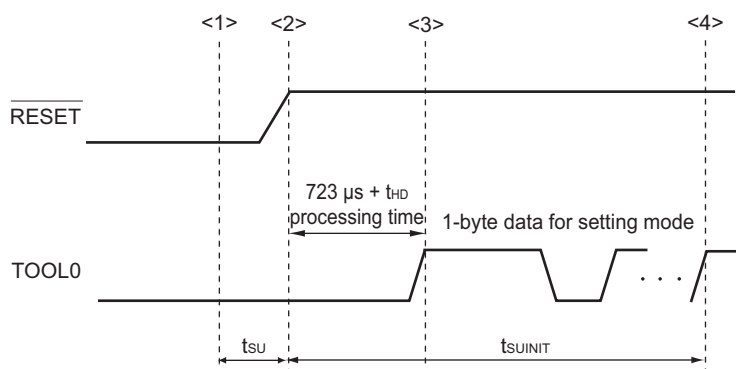 <1> <2> <3> <4>
RESET
723 µs + tHD
processing time
1-byte data for setting mode
TOOL0
. . .
tSU
tSUINIT